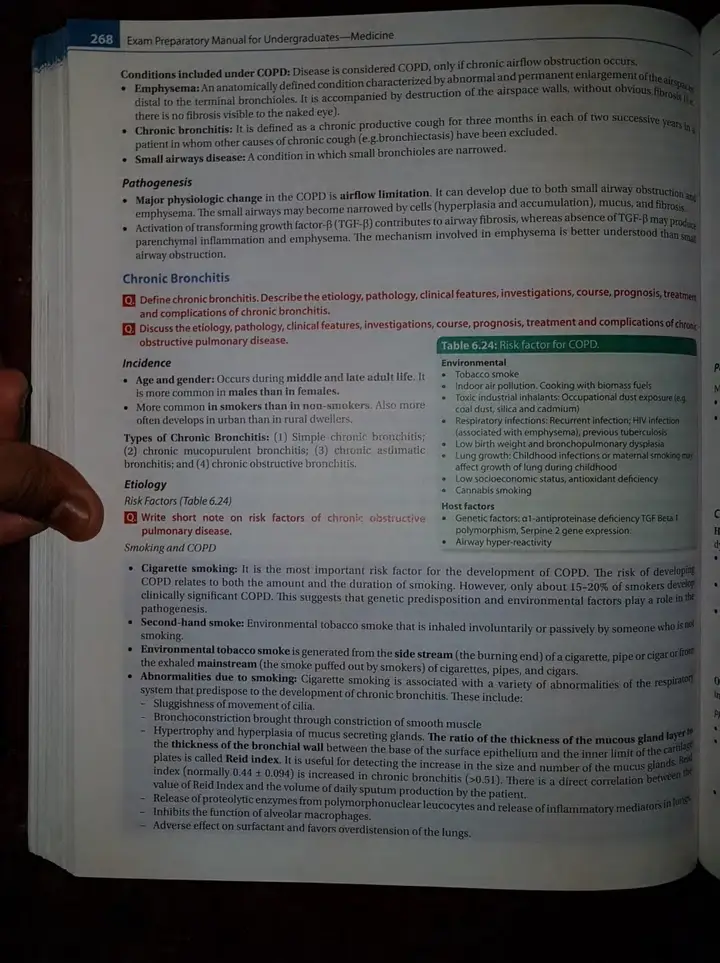 268 Exam Preparatory Manual for Undergraduates—Medicine
Conditions included under COPD: Disease is considered COPD, only if chronic airflow obstruction occurs.
• Emphysema: An anatomically defined condition characterized by abnormal and permanent enlargement of the airspaces
distal to the terminal bronchioles. It is accompanied by destruction of the airspace walls, without obvious fibrosis (i.e.
there is no fibrosis visible to the naked eye).
• Chronic bronchitis: It is defined as a chronic productive cough for three months in each of two successive years in a
patient in whom other causes of chronic cough (e.g.bronchiectasis) have been excluded.
• Small airways disease: A condition in which small bronchioles are narrowed.
Pathogenesis
• Major physiologic change in the COPD is airflow limitation. It can develop due to both small airway obstruction and
emphysema. The small airways may become narrowed by cells (hyperplasia and accumulation), mucus, and fibrosis.
• Activation of transforming growth factor-β (TGF-β) contributes to airway fibrosis, whereas absence of TGF-β may produce
parenchymal inflammation and emphysema. The mechanism involved in emphysema is better understood than small
airway obstruction.
Chronic Bronchitis
Q. Define chronic bronchitis. Describe the etiology, pathology, clinical features, investigations, course, prognosis, treatment
and complications of chronic bronchitis.
Q. Discuss the etiology, pathology, clinical features, investigations, course, prognosis, treatment and complications of chronic
obstructive pulmonary disease.
Incidence
• Age and gender: Occurs during middle and late adult life. It
is more common in males than in females.
• More common in smokers than in non-smokers. Also more
often develops in urban than in rural dwellers.
Types of Chronic Bronchitis: (1) Simple chronic bronchitis;
(2) chronic mucopurulent bronchitis; (3) chronic asthmatic
bronchitis; and (4) chronic obstructive bronchitis.
Etiology
Risk Factors (Table 6.24)
Q. Write short note on risk factors of chronic obstructive
pulmonary disease.
Smoking and COPD
Table 6.24: Risk factor for COPD.
Environmental
• Tobacco smoke
• Indoor air pollution. Cooking with biomass fuels
• Toxic industrial inhalants: Occupational dust exposure (e.g.
coal dust, silica and cadmium)
• Respiratory infections: Recurrent infection; HIV infection
(associated with emphysema), previous tuberculosis
• Low birth weight and bronchopulmonary dysplasia
• Lung growth: Childhood infections or maternal smoking may
affect growth of lung during childhood
• Low socioeconomic status, antioxidant deficiency
• Cannabis smoking
Host factors
• Genetic factors: α1-antiproteinase deficiency TGF Beta 1
polymorphism, Serpine 2 gene expression.
• Airway hyper-reactivity
• Cigarette smoking: It is the most important risk factor for the development of COPD. The risk of developing
COPD relates to both the amount and the duration of smoking. However, only about 15–20% of smokers develop
clinically significant COPD. This suggests that genetic predisposition and environmental factors play a role in the
pathogenesis.
• Second-hand smoke: Environmental tobacco smoke that is inhaled involuntarily or passively by someone who is not
smoking.
• Environmental tobacco smoke is generated from the side stream (the burning end) of a cigarette, pipe or cigar or from
the exhaled mainstream (the smoke puffed out by smokers) of cigarettes, pipes, and cigars.
• Abnormalities due to smoking: Cigarette smoking is associated with a variety of abnormalities of the respiratory
system that predispose to the development of chronic bronchitis. These include:
– Sluggishness of movement of cilia.
– Bronchoconstriction brought through constriction of smooth muscle
– Hypertrophy and hyperplasia of mucus secreting glands. The ratio of the thickness of the mucous gland layer to
the thickness of the bronchial wall between the base of the surface epithelium and the inner limit of the cartilage
plates is called Reid index. It is useful for detecting the increase in the size and number of the mucus glands. Reid
index (normally 0.44 ± 0.094) is increased in chronic bronchitis (>0.51). There is a direct correlation between the
value of Reid Index and the volume of daily sputum production by the patient.
– Release of proteolytic enzymes from polymorphonuclear leucocytes and release of inflammatory mediators in lungs.
– Inhibits the function of alveolar macrophages.
– Adverse effect on surfactant and favors overdistension of the lungs.